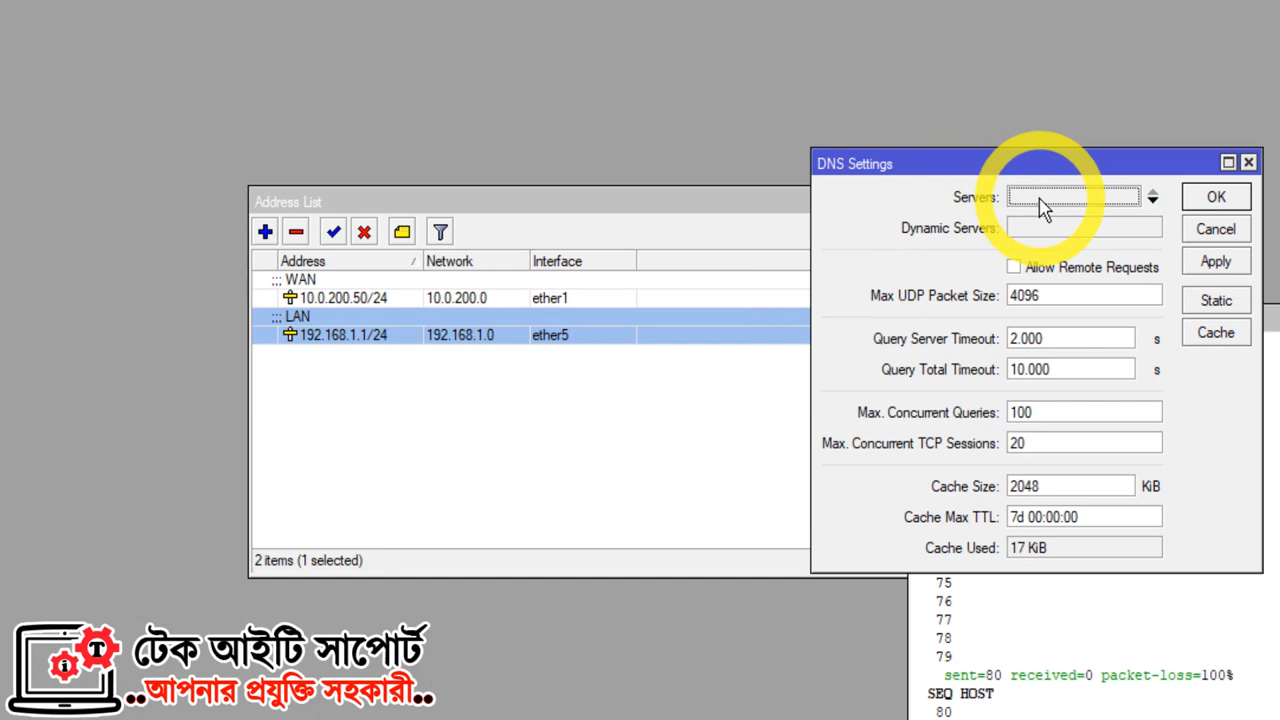 DNS Settings
Servers:
OK
Dynamic Servers:
Cancel
Allow Remote Requests
Apply
Max UDP Packet Size: 4096
Static
Query Server Timeout: 2.000 s
Cache
Query Total Timeout: 10.000 s
Max. Concurrent Queries: 100
Max. Concurrent TCP Sessions: 20
Cache Size: 2048 KiB
Cache Max TTL: 7d 00:00:00
Cache Used: 17 KiB
Address List
Address / Network Interface
::: WAN
10.0.200.50/24 10.0.200.0 ether1
::: LAN
192.168.1.1/24 192.168.1.0 ether5
2 items (1 selected)
75
76
77
78
79
sent=80 received=0 packet-loss=100%
SEQ HOST
80
টেক আইটি সাপোর্ট
..আপনার প্রযুক্তি সহকারী..
i
T